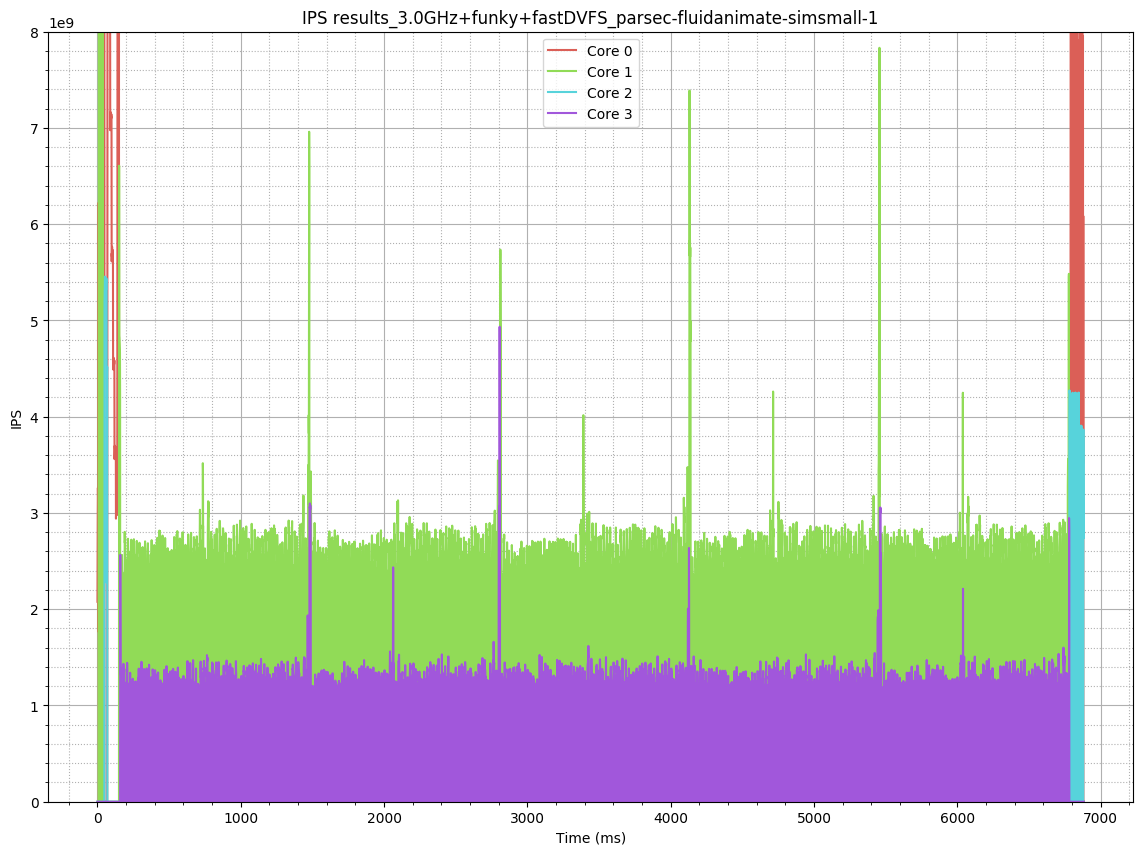 IPS results_3.0GHz+funky+fastDVFS_parsec-fluidanimate-simsmall-1
1e9
8
7
6
5
4
3
2
1
0
IPS
Core 0
Core 1
Core 2
Core 3
0 1000 2000 3000 4000 5000 6000 7000
Time (ms)